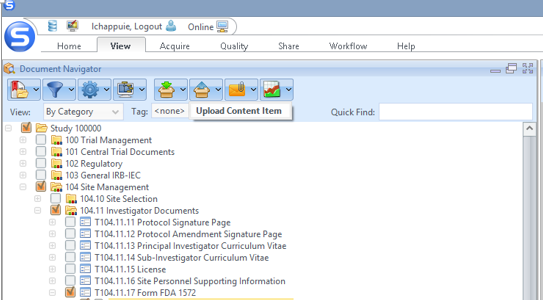 S
Ichappuie, Logout Online
S
Home View Acquire Quality Share Workflow Help
Document Navigator
View: By Category Tag: <none> Upload Content Item Quick Find:
Study 100000
100 Trial Management
101 Central Trial Documents
102 Regulatory
103 General IRB-IEC
104 Site Management
104.10 Site Selection
104.11 Investigator Documents
T104.11.11 Protocol Signature Page
T104.11.12 Protocol Amendment Signature Page
T104.11.13 Principal Investigator Curriculum Vitae
T104.11.14 Sub-Investigator Curriculum Vitae
T104.11.15 License
T104.11.16 Site Personnel Supporting Information
T104.11.17 Form FDA 1572